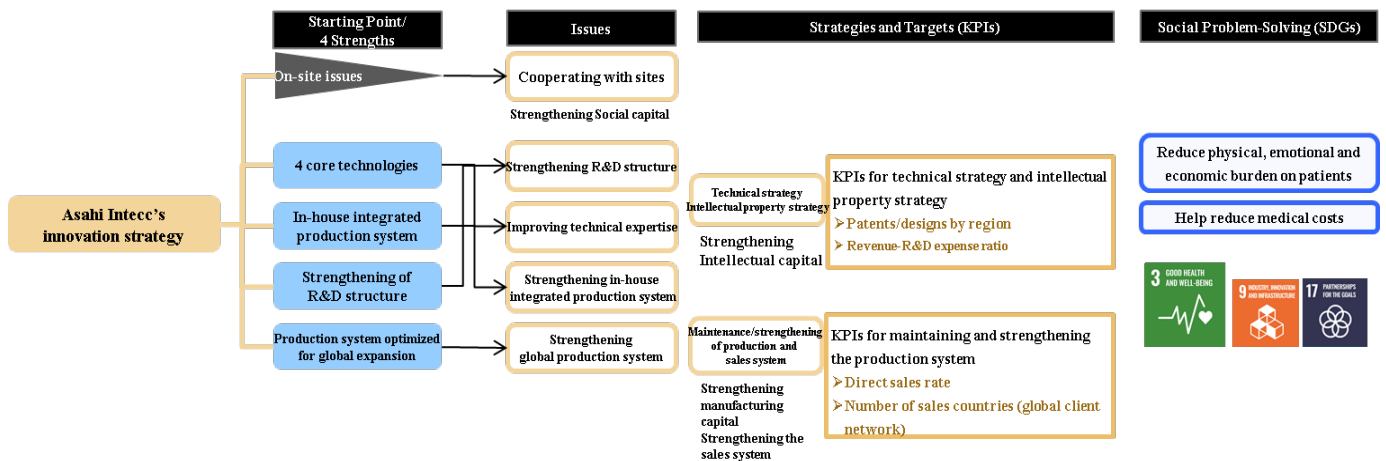 Starting Point/
4 Strengths
Issues
Strategies and Targets (KPIs)
Social Problem-Solving (SDGs)
Asahi Intecc's
innovation strategy
On-site issues
4 core technologies
In-house integrated
production system
Strengthening of
R&D structure
Production system optimized
for global expansion
Cooperating with sites
Strengthening Social capital
Strengthening R&D structure
Improving technical expertise
Strengthening in-house
integrated production system
Strengthening
global production system
Technical strategy
Intellectual property strategy
Strengthening
Intellectual capital
KPIs for technical strategy and intellectual
property strategy
➢Patents/designs by region
➢Revenue-R&D expense ratio
Maintenance/strengthening
of production and
sales system
Strengthening
manufacturing
capital
Strengthening the
sales system
KPIs for maintaining and strengthening
the production system
➢Direct sales rate
➢Number of sales countries (global client
network)
Reduce physical, emotional and
economic burden on patients
Help reduce medical costs
3 GOOD HEALTH
AND WELL-BEING
9 INDUSTRY, INNOVATION
AND INFRASTRUCTURE
17 PARTNERSHIPS
FOR THE GOALS